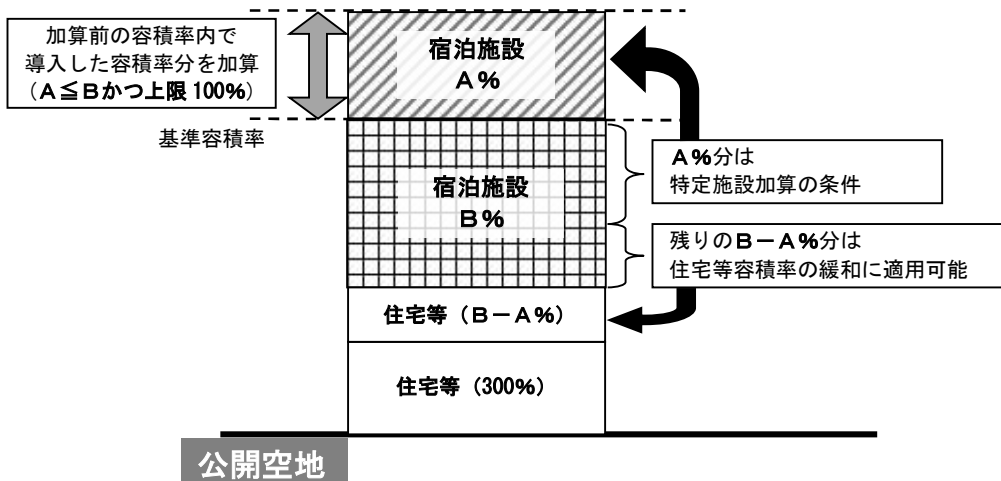 加算前の容積率内で
導入した容積率分を加算
（Ａ≦Ｂかつ上限 100%）
宿泊施設
Ａ％
基準容積率
宿泊施設
Ｂ％
Ａ％分は
特定施設加算の条件
残りのＢ－Ａ％分は
住宅等容積率の緩和に適用可能
住宅等（Ｂ－Ａ％）
住宅等（300％）
公開空地